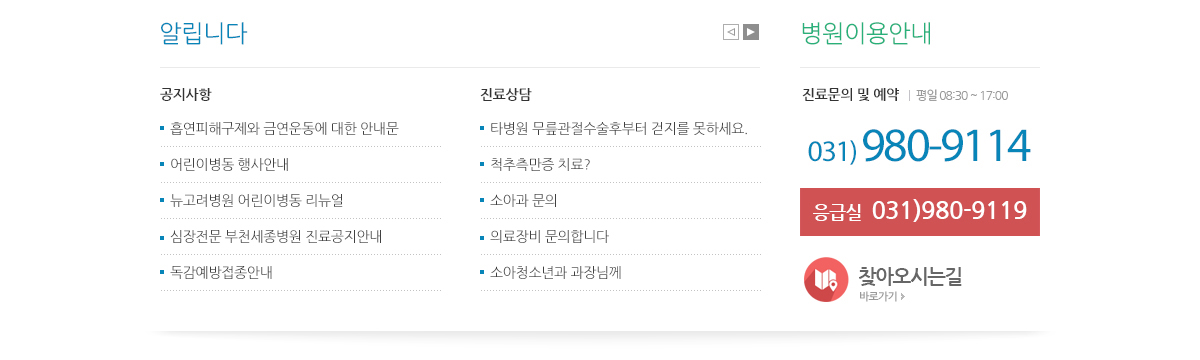 알립니다
공지사항
흡연피해구제와 금연운동에 대한 안내문
어린이병동 행사안내
뉴고려병원 어린이병동 리뉴얼
심장전문 부천세종병원 진료공지안내
독감예방접종안내
진료상담
타병원 무릎관절수술후부터 걷지를 못하세요.
척추측만증 치료?
소아과 문의
의료장비 문의합니다
소아청소년과 과장님께
병원이용안내
진료문의 및 예약 | 평일 08:30 ~ 17:00
031) 980-9114
응급실 031)980-9119
찾아오시는길
바로가기